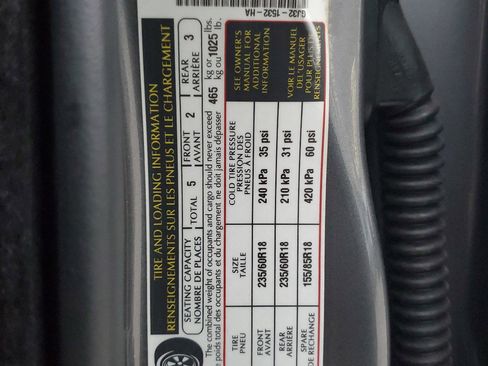 GJ32-1532-HA
TIRE AND LOADING INFORMATION
RENSEIGNEMENTS SUR LES PNEUS ET LE CHARGEMENT
SEATING CAPACITY
NOMBRE DE PLACES
TOTAL 5
FRONT
AVANT 2
REAR
ARRIÈRE 3
The combined weight of occupants and cargo should never exceed 465 kg or 1025 lbs.
poids total des occupants et du chargement ne doit jamais dépasser kg ou lb.
TIRE
PNEU
SIZE
TAILLE
COLD TIRE PRESSURE
PRESSION DES
PNEUS À FROID
SEE OWNER'S
MANUAL FOR
ADDITIONAL
INFORMATION
FRONT
AVANT
235/60R18
240 kPa 35 psi
REAR
ARRIÈRE
235/60R18
210 kPa 31 psi
VOIR LE MANUEL
DEL'USAGER
POUR PLUS DE
RENSEIGNEMENTS
SPARE
DE RECHANGE
155/85R18
420 kPa 60 psi